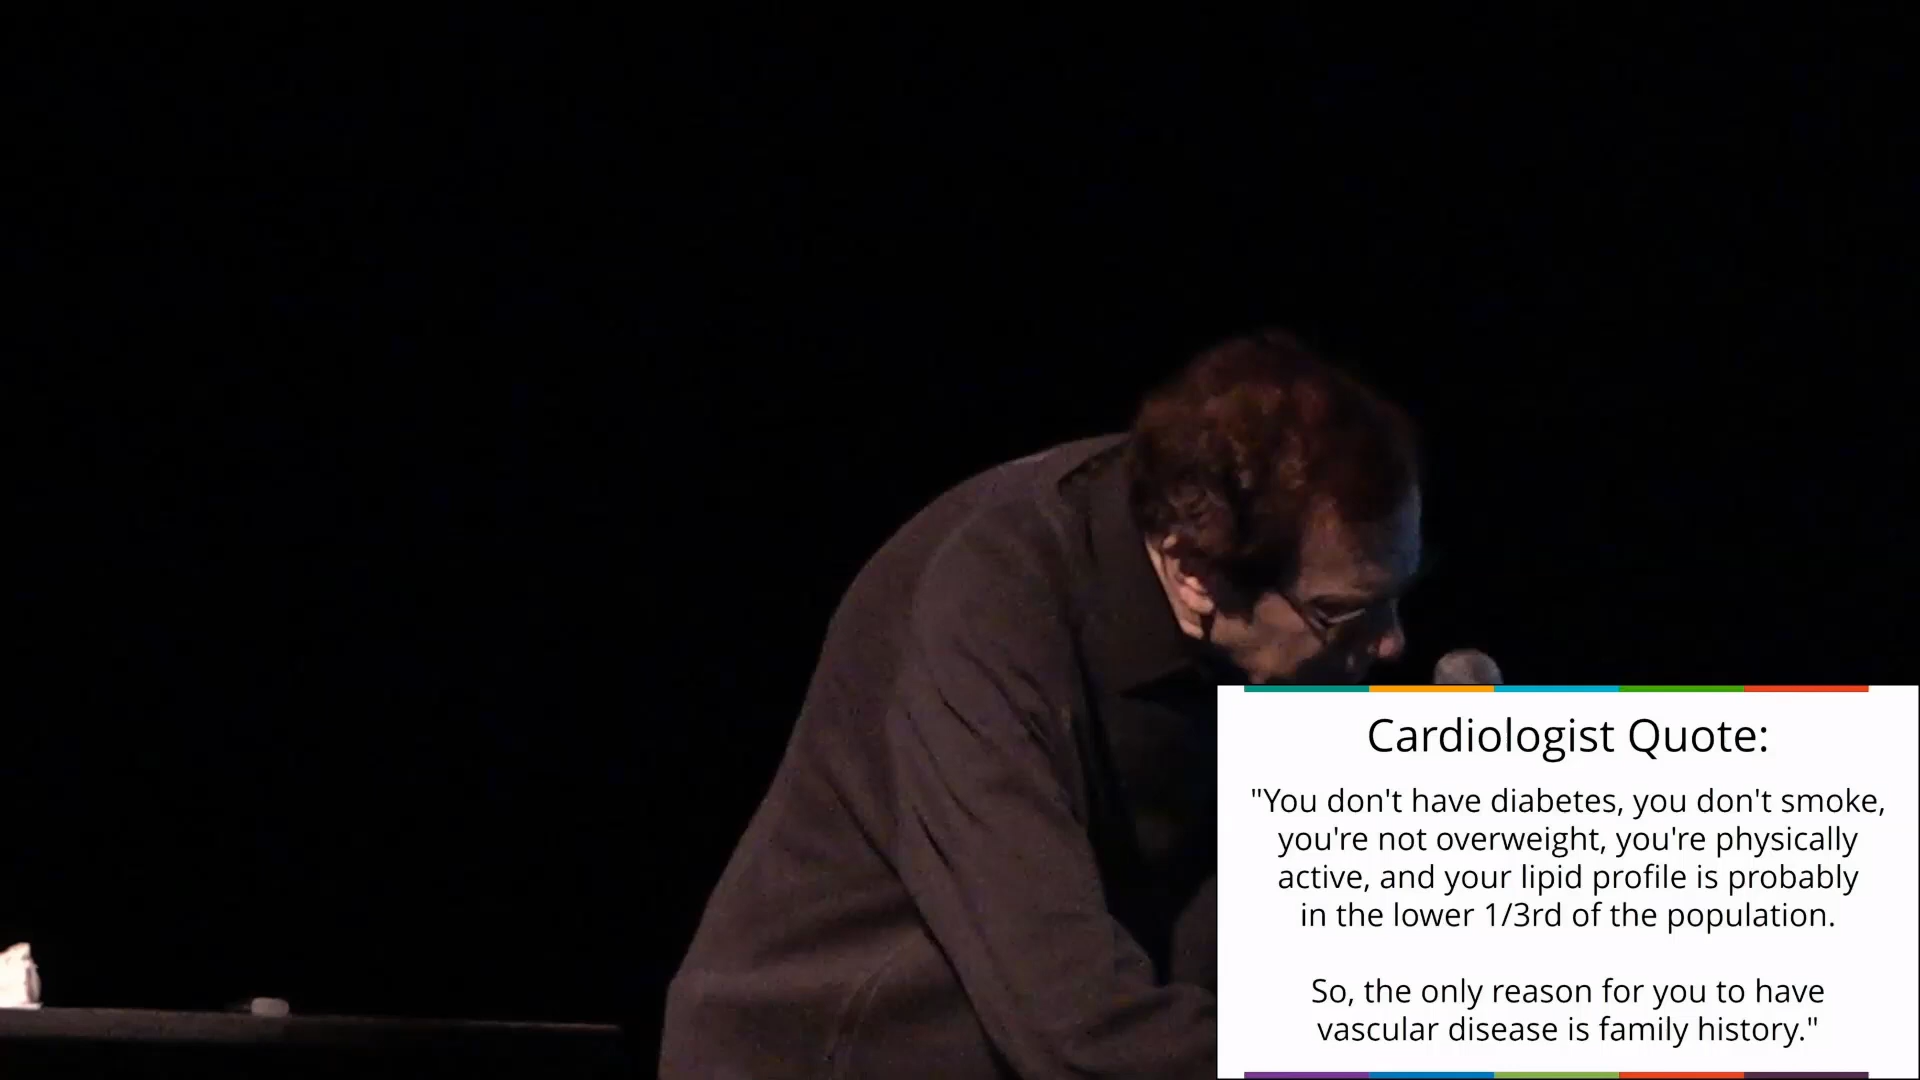 Cardiologist Quote:
"You don't have diabetes, you don't smoke,
you're not overweight, you're physically
active, and your lipid profile is probably
in the lower 1/3rd of the population.
So, the only reason for you to have
vascular disease is family history."